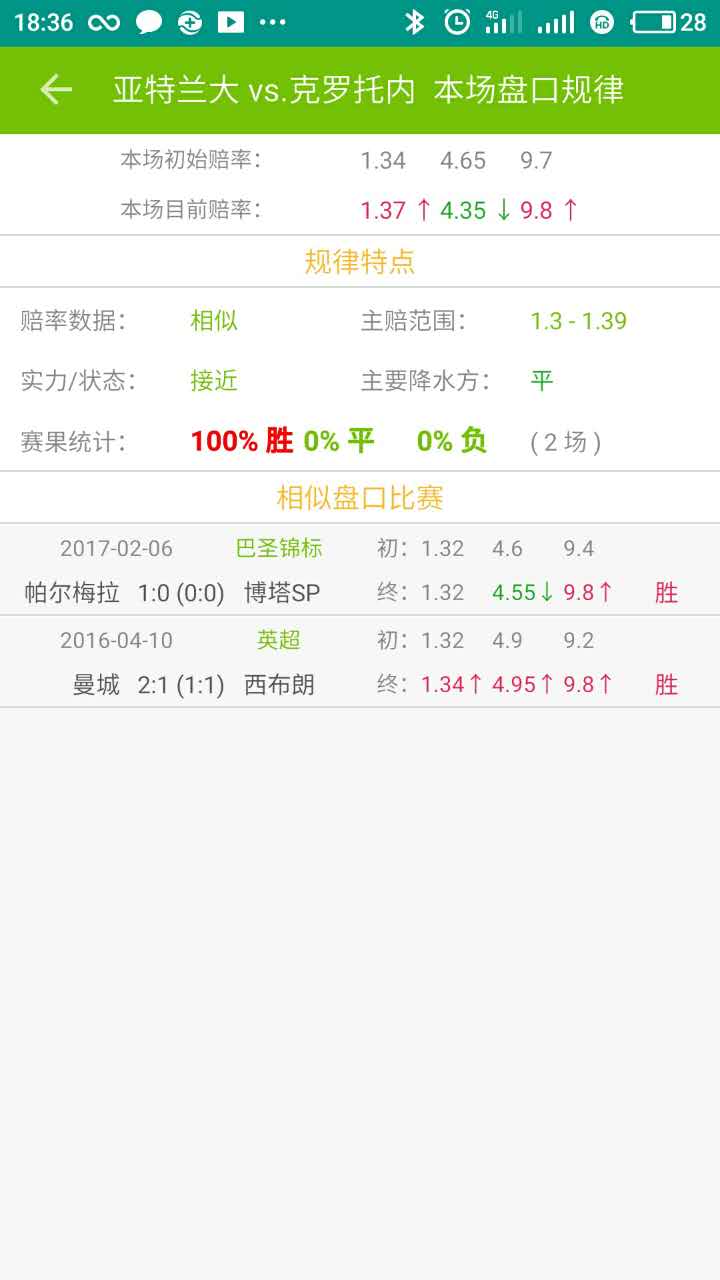 18:36 ··· 4G HD 28
亚特兰大 vs.克罗托内 本场盘口规律
本场初始赔率： 1.34 4.65 9.7
本场目前赔率： 1.37 ↑ 4.35 ↓ 9.8 ↑
规律特点
赔率数据： 相似 主赔范围： 1.3 - 1.39
实力/状态： 接近 主要降水方： 平
赛果统计： 100% 胜 0% 平 0% 负 ( 2 场 )
相似盘口比赛
2017-02-06 巴圣锦标 初：1.32 4.6 9.4
帕尔梅拉 1:0 (0:0) 博塔SP 终：1.32 4.55↓ 9.8↑ 胜
2016-04-10 英超 初：1.32 4.9 9.2
曼城 2:1 (1:1) 西布朗 终：1.34↑ 4.95↑ 9.8↑ 胜